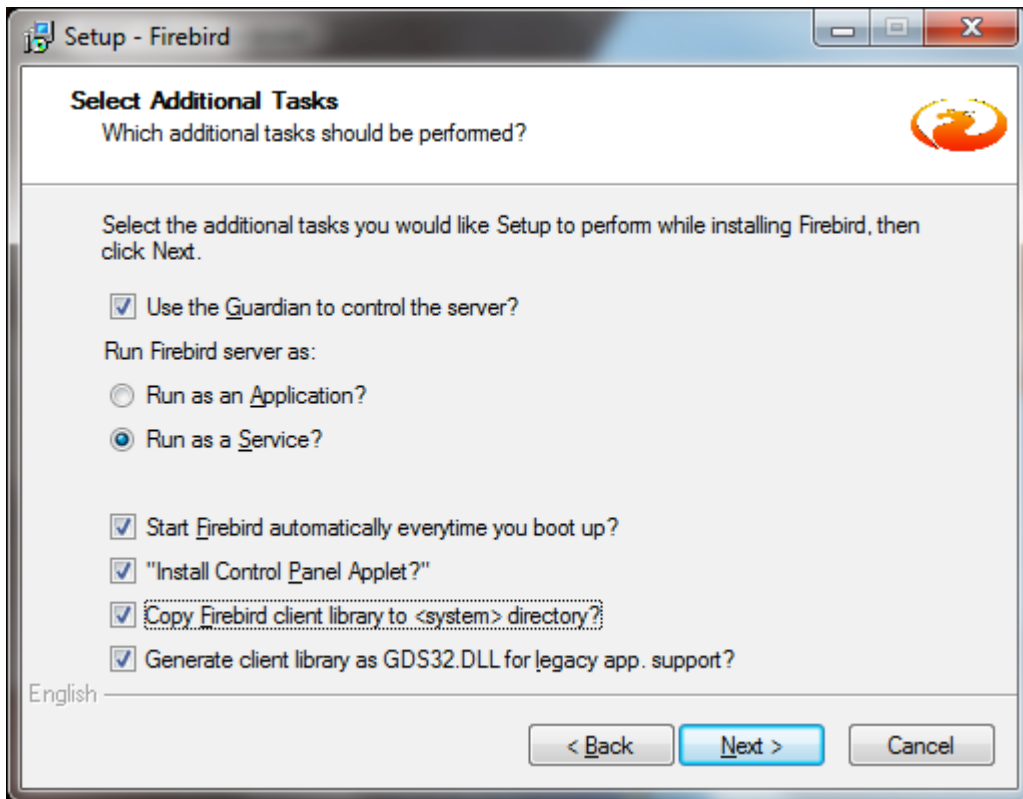 Setup - Firebird
Select Additional Tasks
Which additional tasks should be performed?
Select the additional tasks you would like Setup to perform while installing Firebird, then
click Next.
Use the Guardian to control the server?
Run Firebird server as:
Run as an Application?
Run as a Service?
Start Firebird automatically everytime you boot up?
"Install Control Panel Applet?"
Copy Firebird client library to <system> directory?
Generate client library as GDS32.DLL for legacy app. support?
English
< Back
Next >
Cancel